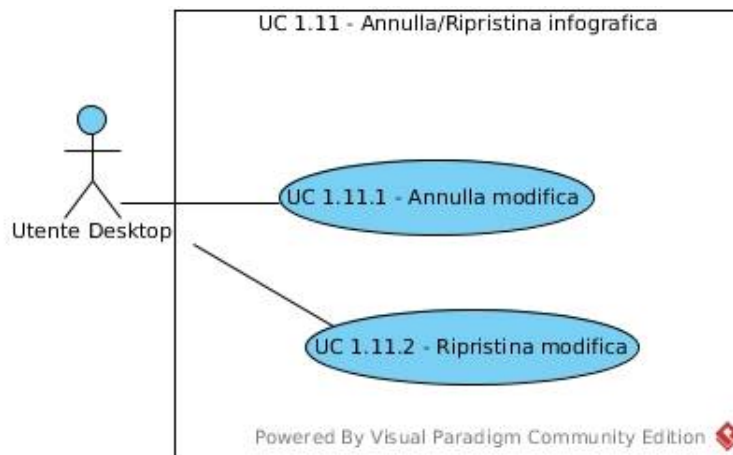 UC 1.11 - Annulla/Ripristina infografica
UC 1.11.1 - Annulla modifica
Utente Desktop
UC 1.11.2 - Ripristina modifica
Powered By Visual Paradigm Community Edition